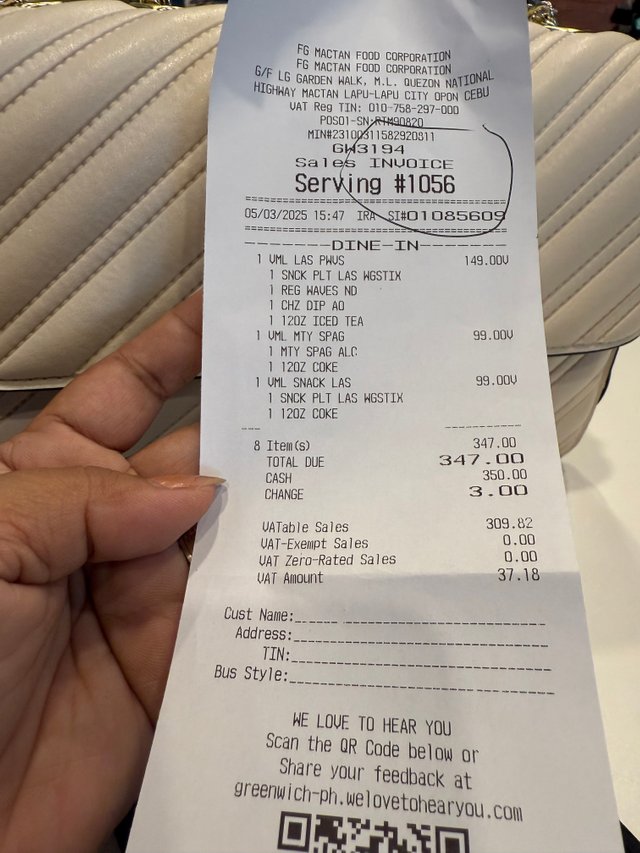 FG MACTAN FOOD CORPORATION
FG MACTAN FOOD CORPORATION
G/F LG GARDEN WALK, M.L. QUEZON NATIONAL
HIGHWAY MACTAN LAPU-LAPU CITY OPON CEBU
VAT Reg TIN: 010-758-297-000
POS01-SN:RTM90820
MIN#23100311582920811
GW3194
Sales INVOICE
Serving #1056
05/03/2025 15:47 IRA SI#01085609
DINE-IN
1 VML LAS PWVS 149.00V
1 SNCK PLT LAS WGSTIX
1 REG WAVES ND
1 CHZ DIP AO
1 12OZ ICED TEA
1 VML MTY SPAG 99.00V
1 MTY SPAG ALC
1 12OZ COKE
1 VML SNACK LAS 99.00V
1 SNCK PLT LAS WGSTIX
1 12OZ COKE
8 Item(s) 347.00
TOTAL DUE 347.00
CASH 350.00
CHANGE 3.00
VATable Sales 309.82
VAT-Exempt Sales 0.00
VAT Zero-Rated Sales 0.00
VAT Amount 37.18
Cust Name:
Address:
TIN:
Bus Style:
WE LOVE TO HEAR YOU
Scan the QR Code below or
Share your feedback at
greenwich-ph.welovetohearyou.com